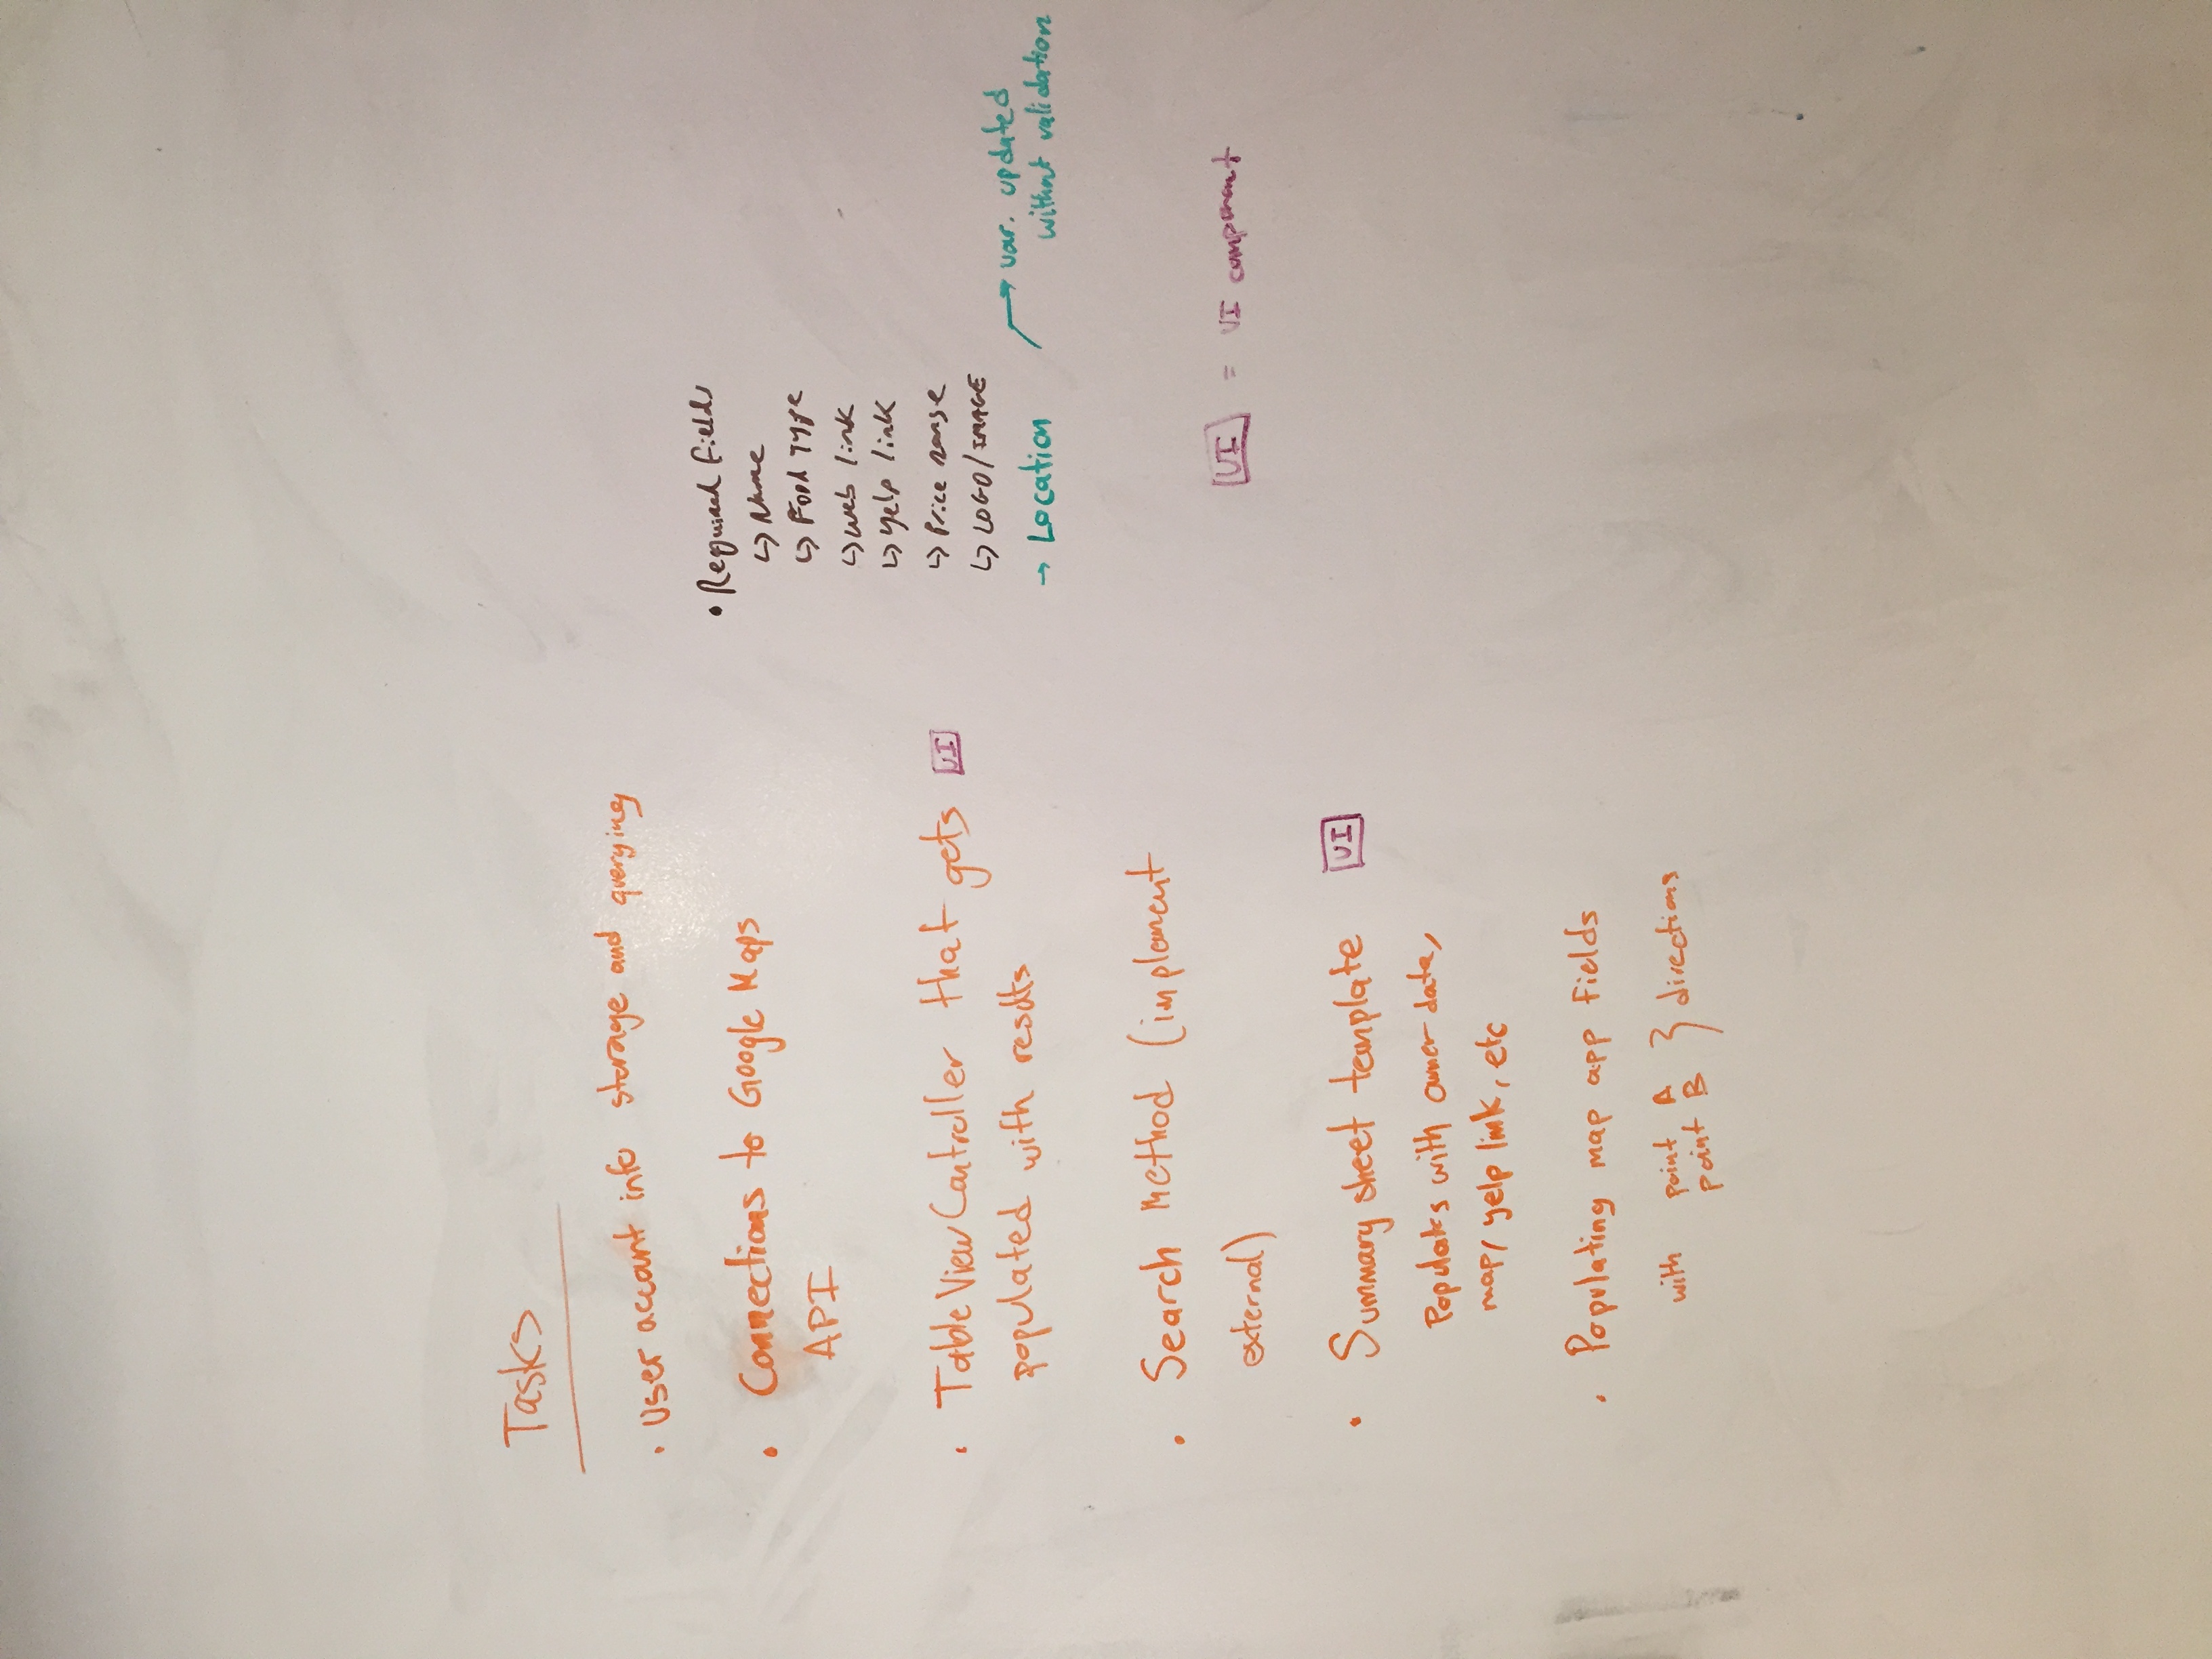 Tasks
• User account info storage and querying
• Connections to Google Maps
API
• TableViewController that gets UI
populated with results
• Search Method (implement
external)
• Summary sheet template UI
Populates with owner data,
map, yelp link, etc
• Populating map app fields
with point A } directions
point B
• Required fields
↳ Name
↳ Food Type
↳ web link
↳ yelp link
↳ Price range
↳ LOGO/IMAGE
→ Location
→ var. updated
without validation
UI = UI component